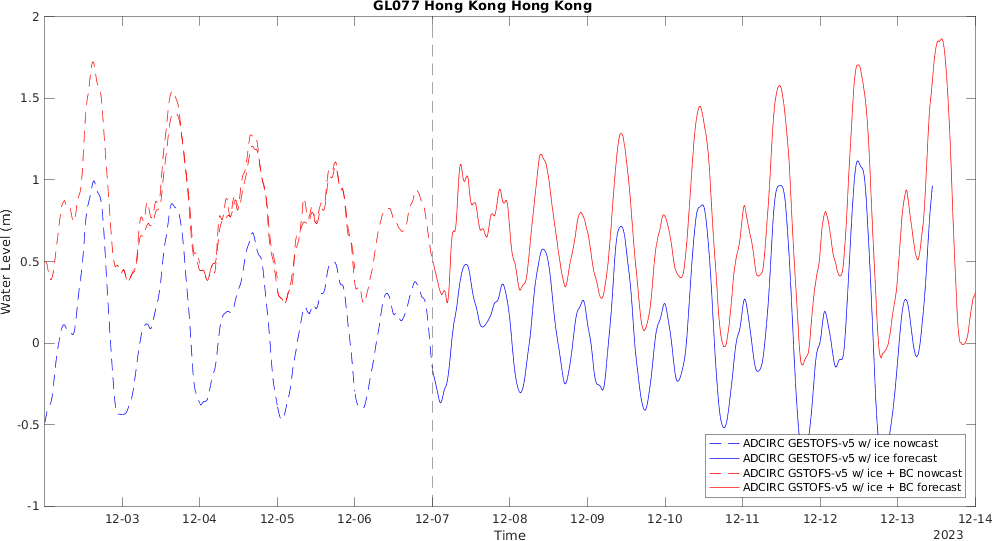 GL077 Hong Kong Hong Kong
2
1.5
1
0.5
0
-0.5
-1
Water Level (m)
ADCIRC GESTOFS-v5 w/ ice nowcast
ADCIRC GESTOFS-v5 w/ ice forecast
ADCIRC GSTOFS-v5 w/ ice + BC nowcast
ADCIRC GSTOFS-v5 w/ ice + BC forecast
12-03 12-04 12-05 12-06 12-07 12-08 12-09 12-10 12-11 12-12 12-13 12-14
Time
2023